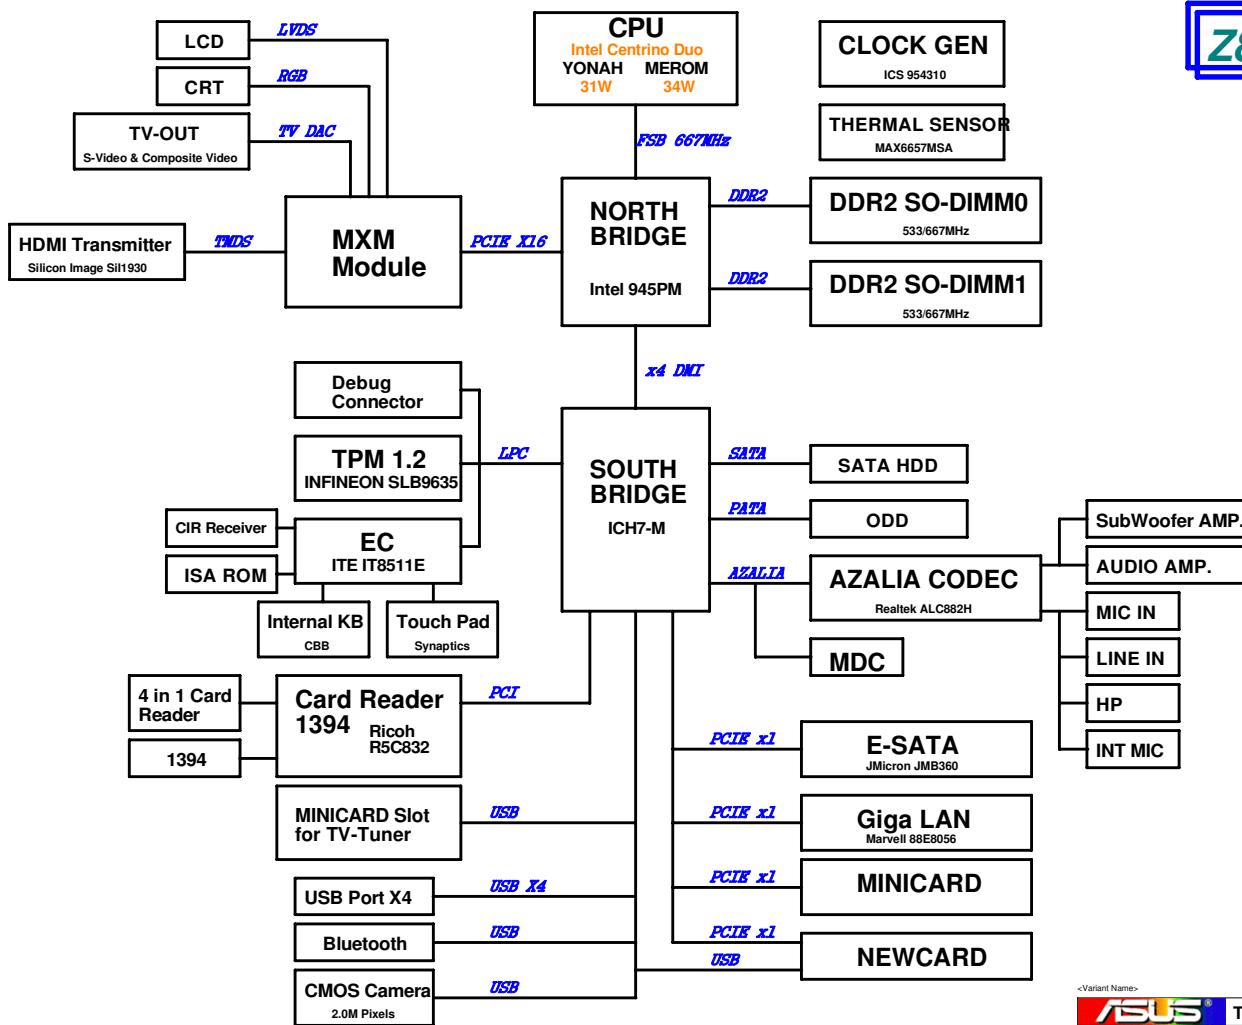 LCD
LVDS
CRT
RGB
TV-OUT
S-Video & Composite Video
TV DAC
HDMI Transmitter
Silicon Image SiI1930
TMDS
MXM
Module
PCIE X16
CPU
Intel Centrino Duo
YONAH MEROM
31W 34W
FSB 667MHz
NORTH
BRIDGE
Intel 945PM
CLOCK GEN
ICS 954310
THERMAL SENSOR
MAX6657MSA
DDR2
DDR2 SO-DIMM0
533/667MHz
DDR2
DDR2 SO-DIMM1
533/667MHz
x4 DMI
Debug
Connector
TPM 1.2
INFINEON SLB9635
LPC
CIR Receiver
ISA ROM
EC
ITE IT8511E
Internal KB
CBB
Touch Pad
Synaptics
SOUTH
BRIDGE
ICH7-M
SATA
SATA HDD
PATA
ODD
AZALIA
AZALIA CODEC
Realtek ALC882H
MDC
SubWoofer AMP.
AUDIO AMP.
MIC IN
LINE IN
HP
INT MIC
4 in 1 Card
Reader
1394
Card Reader
1394
Ricoh
R5C832
PCI
MINICARD Slot
for TV-Tuner
USB
USB Port X4
USB X4
Bluetooth
USB
CMOS Camera
2.0M Pixels
USB
PCIE x1
E-SATA
JMicron JMB360
PCIE x1
Giga LAN
Marvell 88E8056
PCIE x1
MINICARD
PCIE x1
USB
NEWCARD
<Variant Name>
ASUS